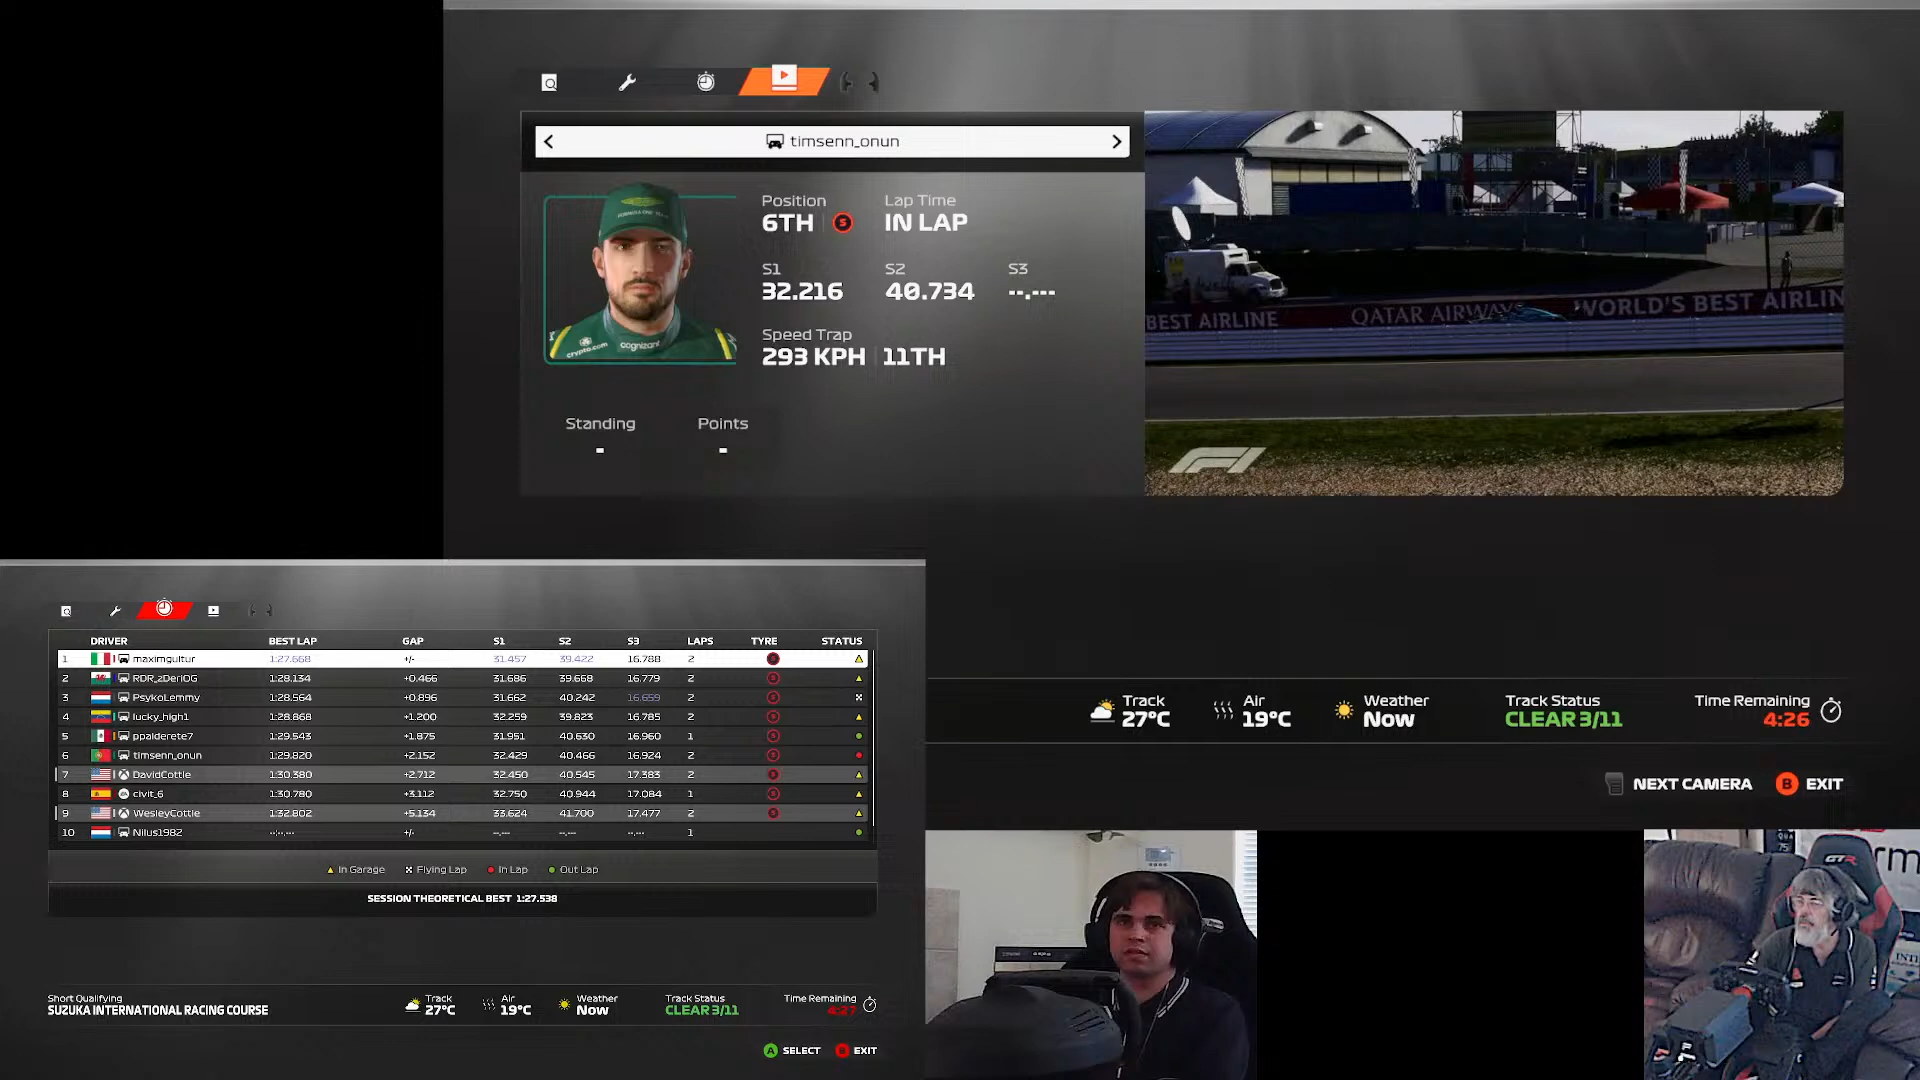 timsenn_onun
Position
6TH
S
Lap Time
IN LAP
S1
32.216
S2
40.734
S3
--.---
Speed Trap
293 KPH
11TH
Standing
-
Points
-
FORMULA ONE TEAM
crypto.com
cognizant
BEST AIRLINE
QATAR AIRWAYS
WORLD'S BEST AIRLIN
F1
Track
27°C
Air
19°C
Weather
Now
Track Status
CLEAR 3/11
Time Remaining
4:26
NEXT CAMERA
B
EXIT
DRIVER BEST LAP GAP S1 S2 S3 LAPS TYRE STATUS
1 maximgultur 1:27.668 +/- 31.457 39.422 16.788 2 S
2 RDR_zDerIOG 1:28.134 +0.466 31.686 39.668 16.779 2 S
3 PsykoLemmy 1:28.564 +0.896 31.662 40.242 16.659 2 S
4 lucky_high1 1:28.868 +1.200 32.259 39.823 16.785 2 S
5 ppalderete7 1:29.543 +1.875 31.951 40.630 16.960 1 S
6 timsenn_onun 1:29.820 +2.152 32.429 40.466 16.924 2 S
7 DavidCottle 1:30.380 +2.712 32.450 40.545 17.383 2 S
8 civit_6 1:30.780 +3.112 32.750 40.944 17.084 1 S
9 WesleyCottle 1:32.802 +5.134 33.624 41.700 17.477 2 S
10 Nilus1982 --:--.--- +/- --.--- --.--- --.--- 1
In Garage Flying Lap In Lap Out Lap
SESSION THEORETICAL BEST 1:27.538
Short Qualifying
SUZUKA INTERNATIONAL RACING COURSE
Track
27°C
Air
19°C
Weather
Now
Track Status
CLEAR 3/11
Time Remaining
4:27
A SELECT B EXIT
GTR